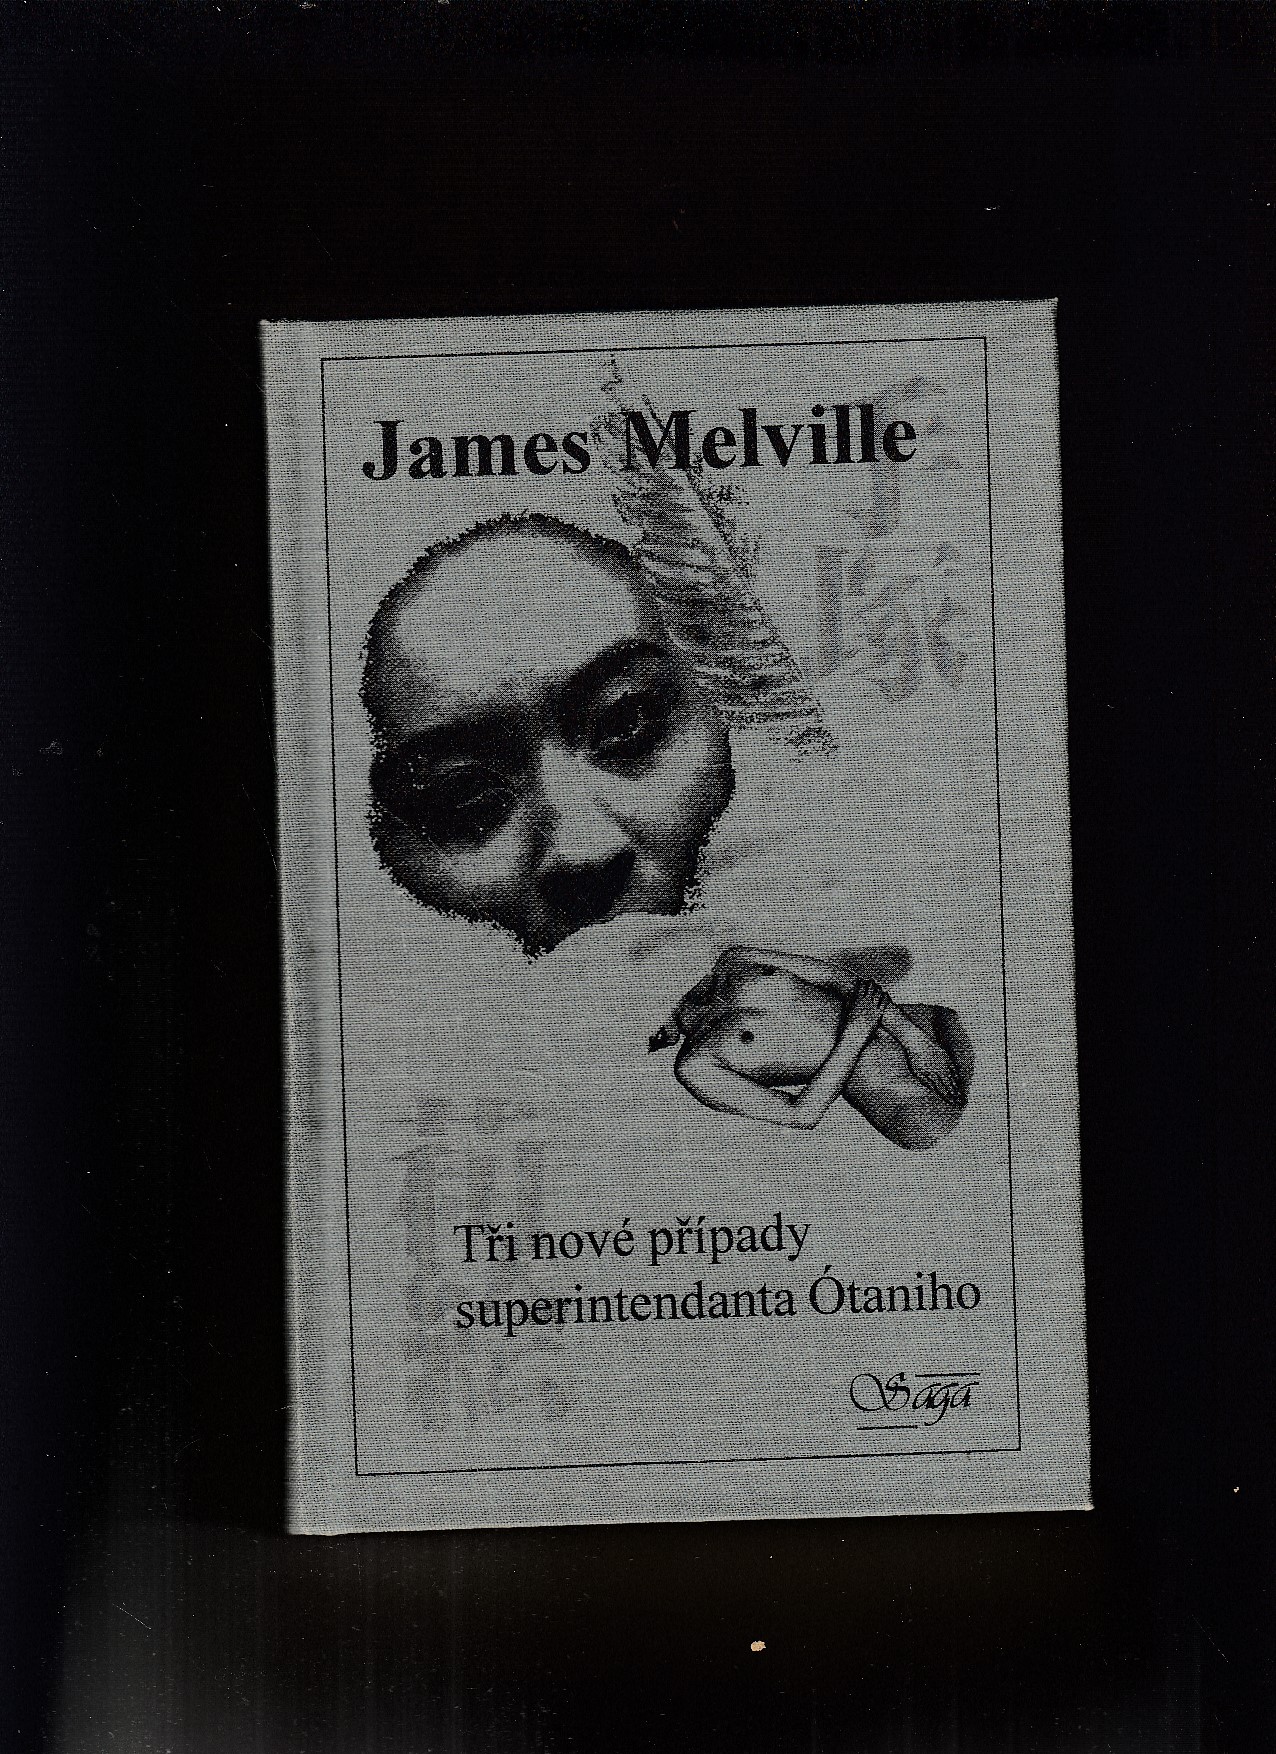 James Melville
Tři nové případy
superintendanta Ótaniho
Saga